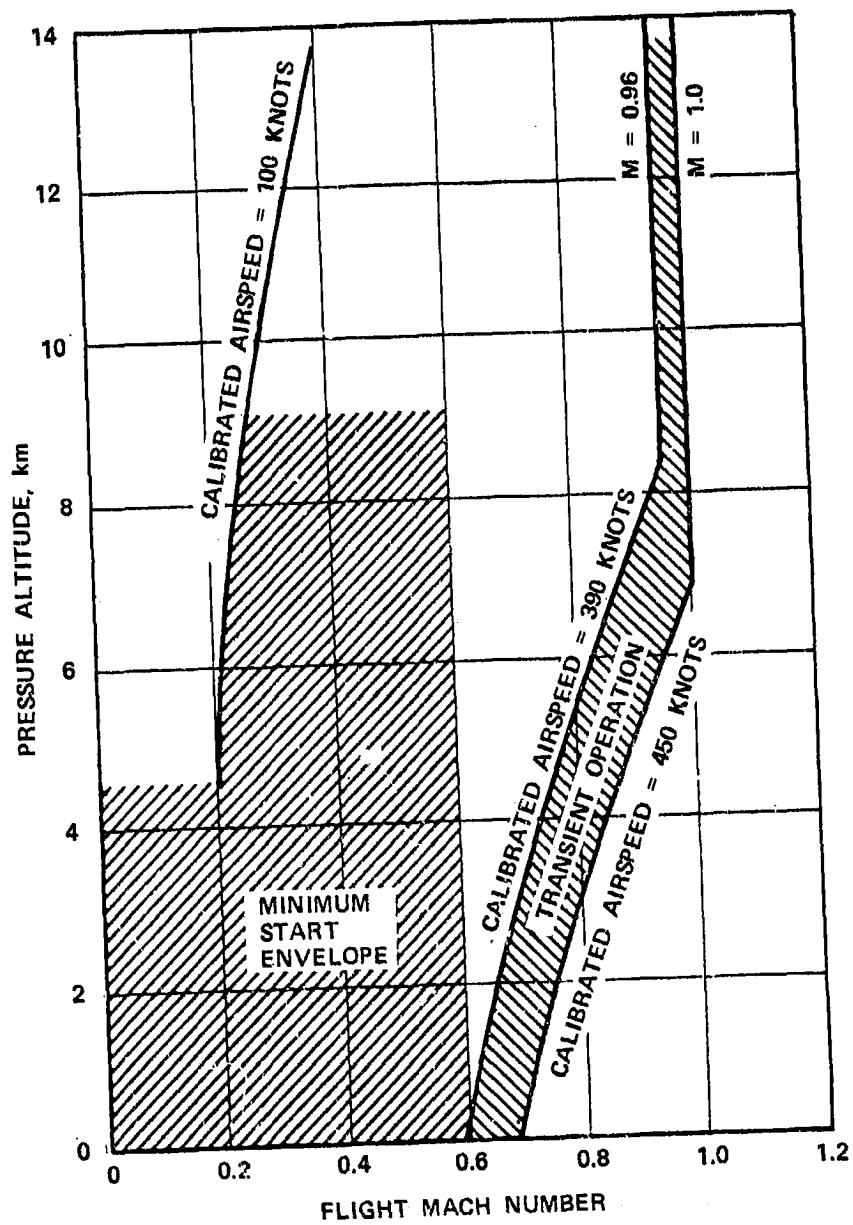 14
12
10
8
6
4
2
0
PRESSURE ALTITUDE, km
CALIBRATED AIRSPEED = 100 KNOTS
M = 0.96
M = 1.0
CALIBRATED AIRSPEED = 390 KNOTS
TRANSIENT OPERATION
CALIBRATED AIRSPEED = 450 KNOTS
MINIMUM
START
ENVELOPE
0
0.2
0.4
0.6
0.8
1.0
1.2
FLIGHT MACH NUMBER